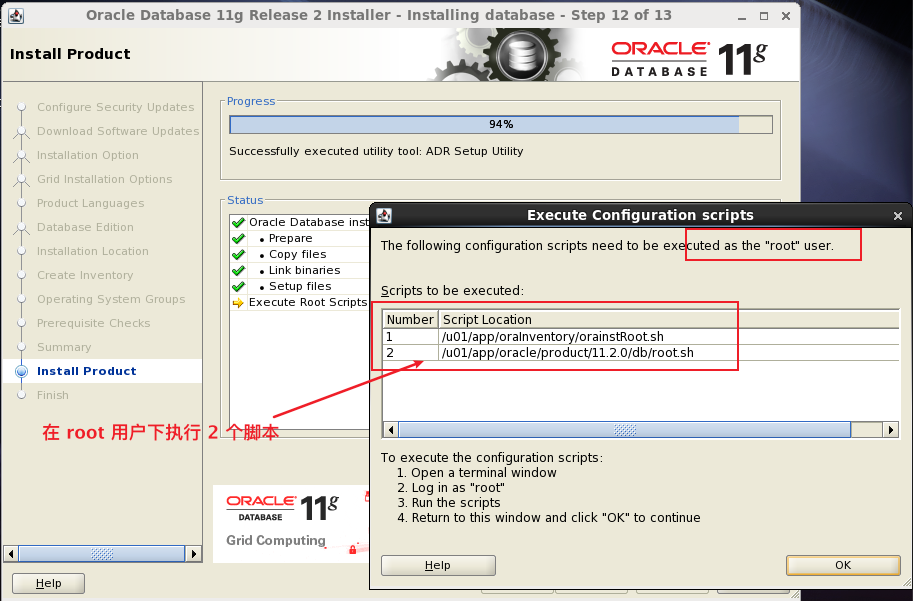 Oracle Database 11g Release 2 Installer - Installing database - Step 12 of 13
Install Product
ORACLE
DATABASE 11g
Configure Security Updates
Download Software Updates
Installation Option
Grid Installation Options
Product Languages
Database Edition
Installation Location
Create Inventory
Operating System Groups
Prerequisite Checks
Summary
Install Product
Finish
Progress
94%
Successfully executed utility tool: ADR Setup Utility
Status
Oracle Database inst
• Prepare
• Copy files
• Link binaries
• Setup files
Execute Root Scripts
在 root 用户下执行 2 个脚本
ORACLE
DATABASE 11g
Grid Computing
Help
Execute Configuration scripts
The following configuration scripts need to be executed as the "root" user.
Scripts to be executed:
Number Script Location
1 /u01/app/oraInventory/orainstRoot.sh
2 /u01/app/oracle/product/11.2.0/db/root.sh
To execute the configuration scripts:
1. Open a terminal window
2. Log in as "root"
3. Run the scripts
4. Return to this window and click "OK" to continue
Help
OK